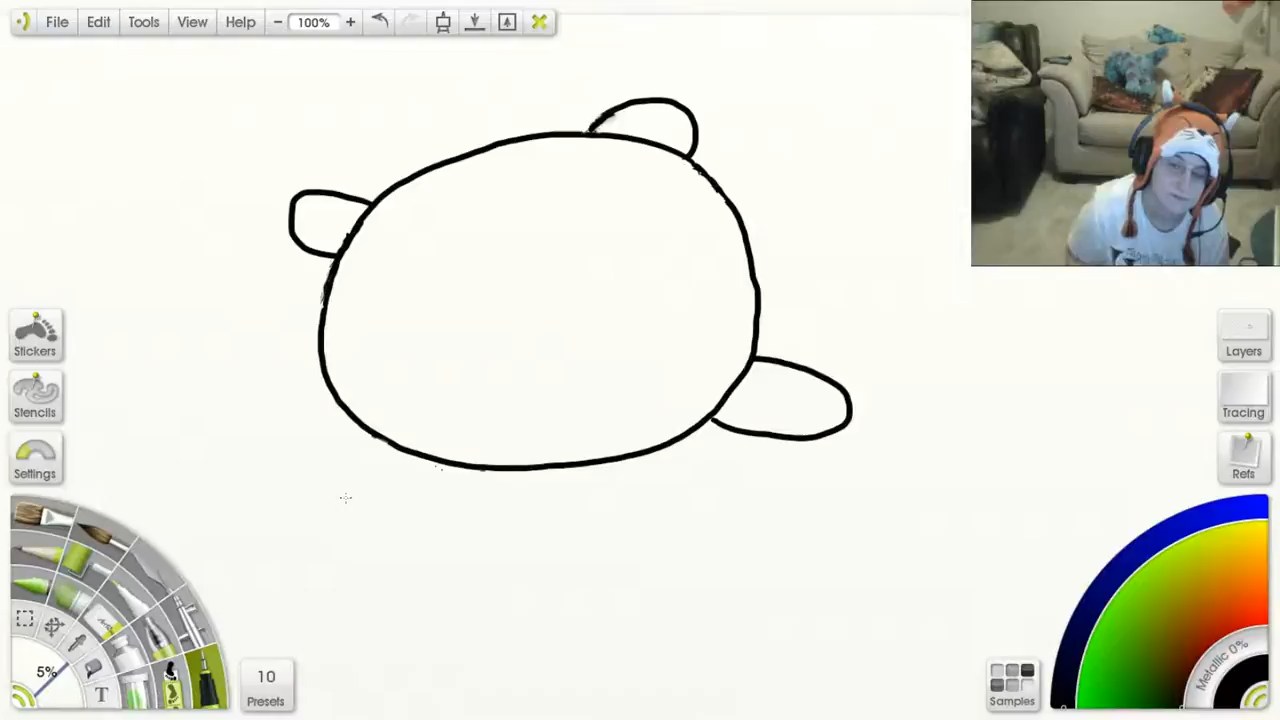 File Edit Tools View Help 100%
Stickers
Stencils
Settings
Layers
Tracing
Refs
5%
T
10
Presets
Metallic 0%
Samples